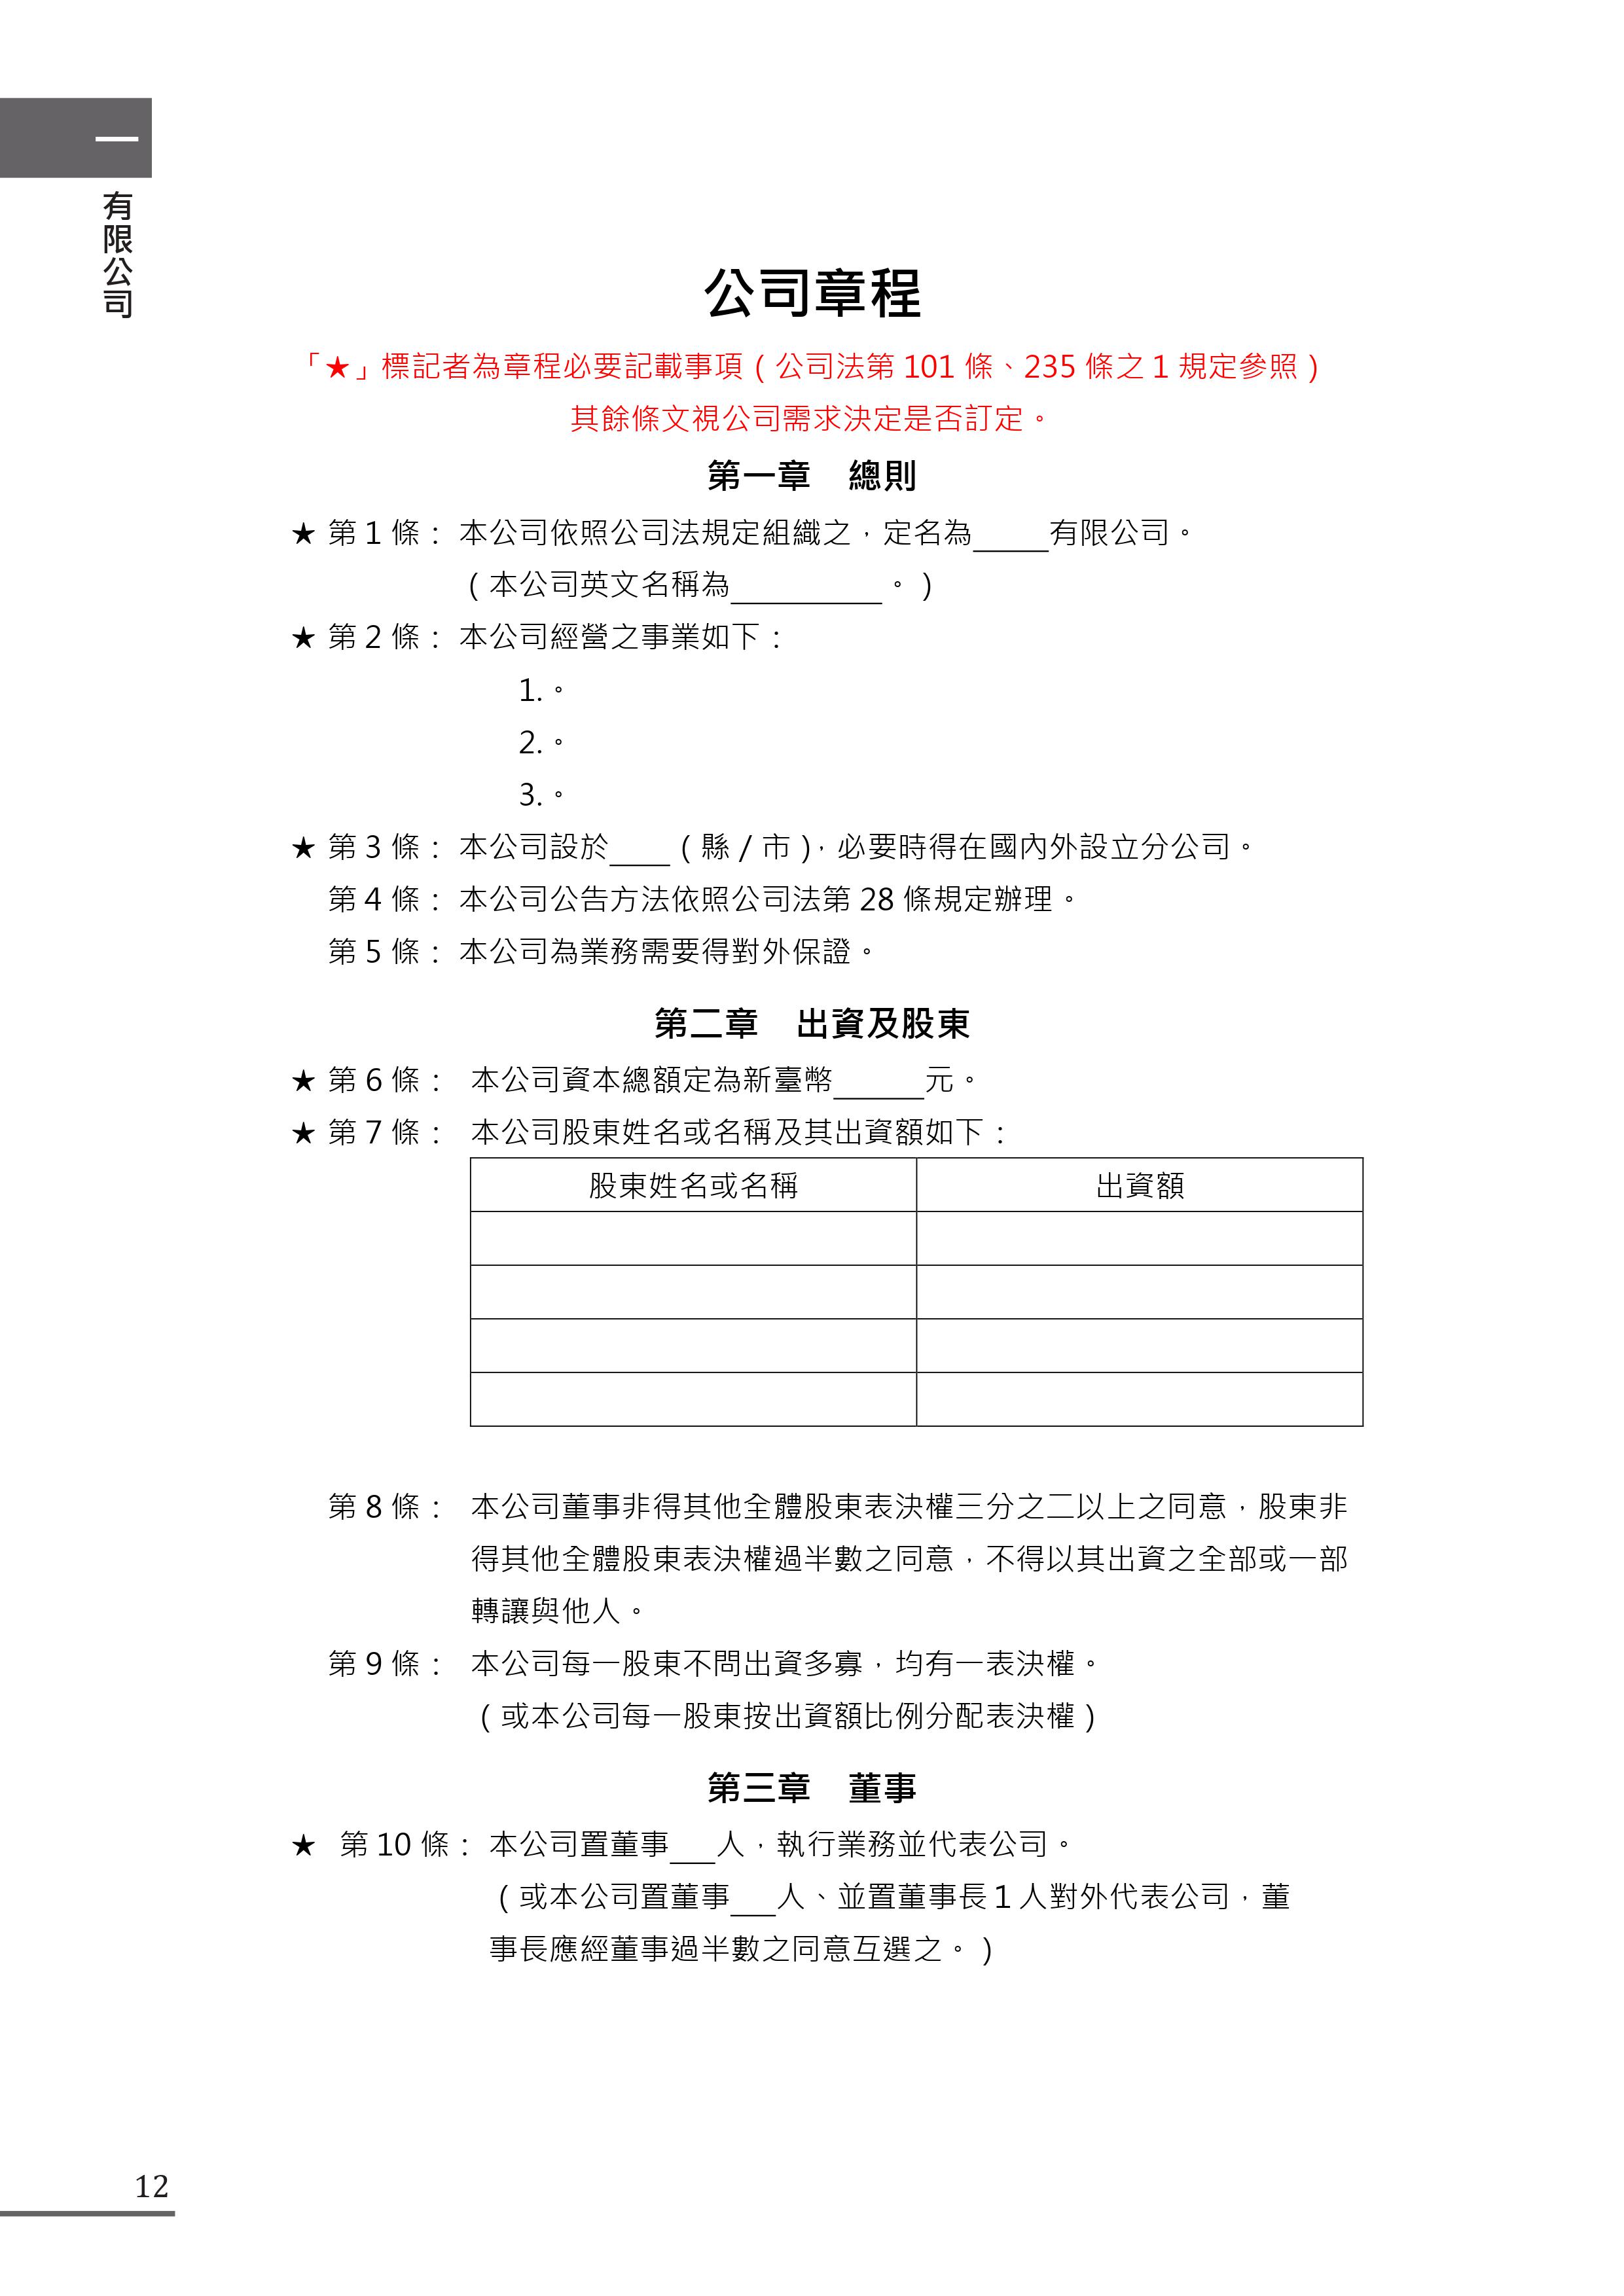 一
有限公司
公司章程
「★」標記者為章程必要記載事項（公司法第 101 條、235 條之 1 規定參照）
其餘條文視公司需求決定是否訂定。
第一章　總則
★ 第 1 條： 本公司依照公司法規定組織之，定名為_____有限公司。
（本公司英文名稱為__________。）
★ 第 2 條： 本公司經營之事業如下：
1.。
2.。
3.。
★ 第 3 條： 本公司設於____（縣／市），必要時得在國內外設立分公司。
第 4 條： 本公司公告方法依照公司法第 28 條規定辦理。
第 5 條： 本公司為業務需要得對外保證。
第二章　出資及股東
★ 第 6 條： 本公司資本總額定為新臺幣______元。
★ 第 7 條： 本公司股東姓名或名稱及其出資額如下：
股東姓名或名稱 出資額
第 8 條： 本公司董事非得其他全體股東表決權三分之二以上之同意，股東非
得其他全體股東表決權過半數之同意，不得以其出資之全部或一部
轉讓與他人。
第 9 條： 本公司每一股東不問出資多寡，均有一表決權。
（或本公司每一股東按出資額比例分配表決權）
第三章　董事
★ 第 10 條： 本公司置董事___人，執行業務並代表公司。
（或本公司置董事___人、並置董事長 1 人對外代表公司，董
事長應經董事過半數之同意互選之。）
12